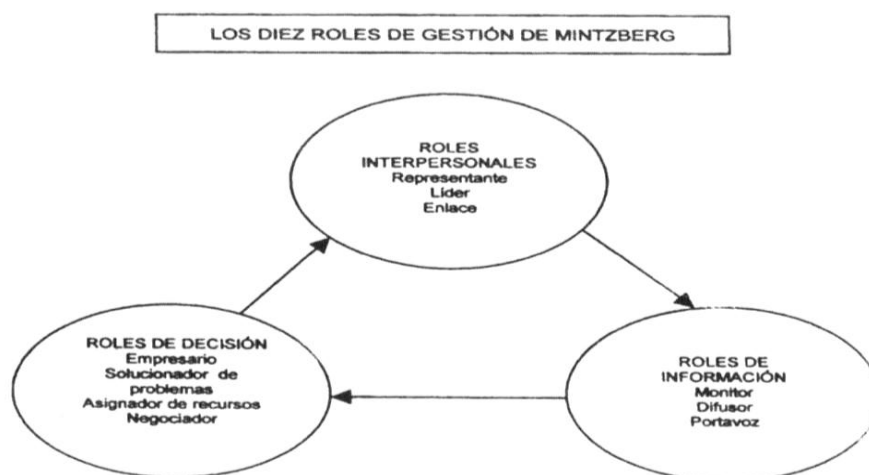 LOS DIEZ ROLES DE GESTIÓN DE MINTZBERG
ROLES
INTERPERSONALES
Representante
Líder
Enlace
ROLES DE DECISIÓN
Empresario
Solucionador de
problemas
Asignador de recursos
Negociador
ROLES DE
INFORMACIÓN
Monitor
Difusor
Portavoz